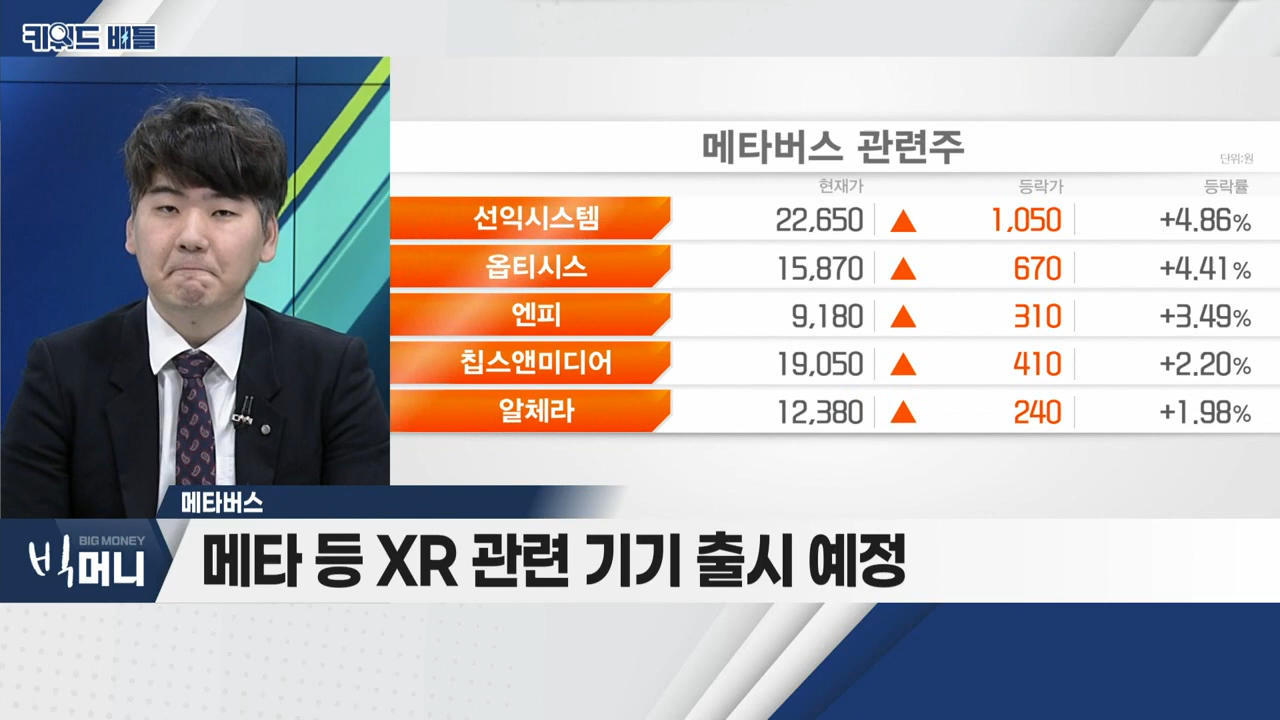 키워드 배틀
메타버스 관련주
단위:원
현재가 등락가 등락률
선익시스템 22,650 ▲ 1,050 +4.86%
옵티시스 15,870 ▲ 670 +4.41%
엔피 9,180 ▲ 310 +3.49%
칩스앤미디어 19,050 ▲ 410 +2.20%
알체라 12,380 ▲ 240 +1.98%
메타버스
BIG MONEY
빅머니
메타 등 XR 관련 기기 출시 예정